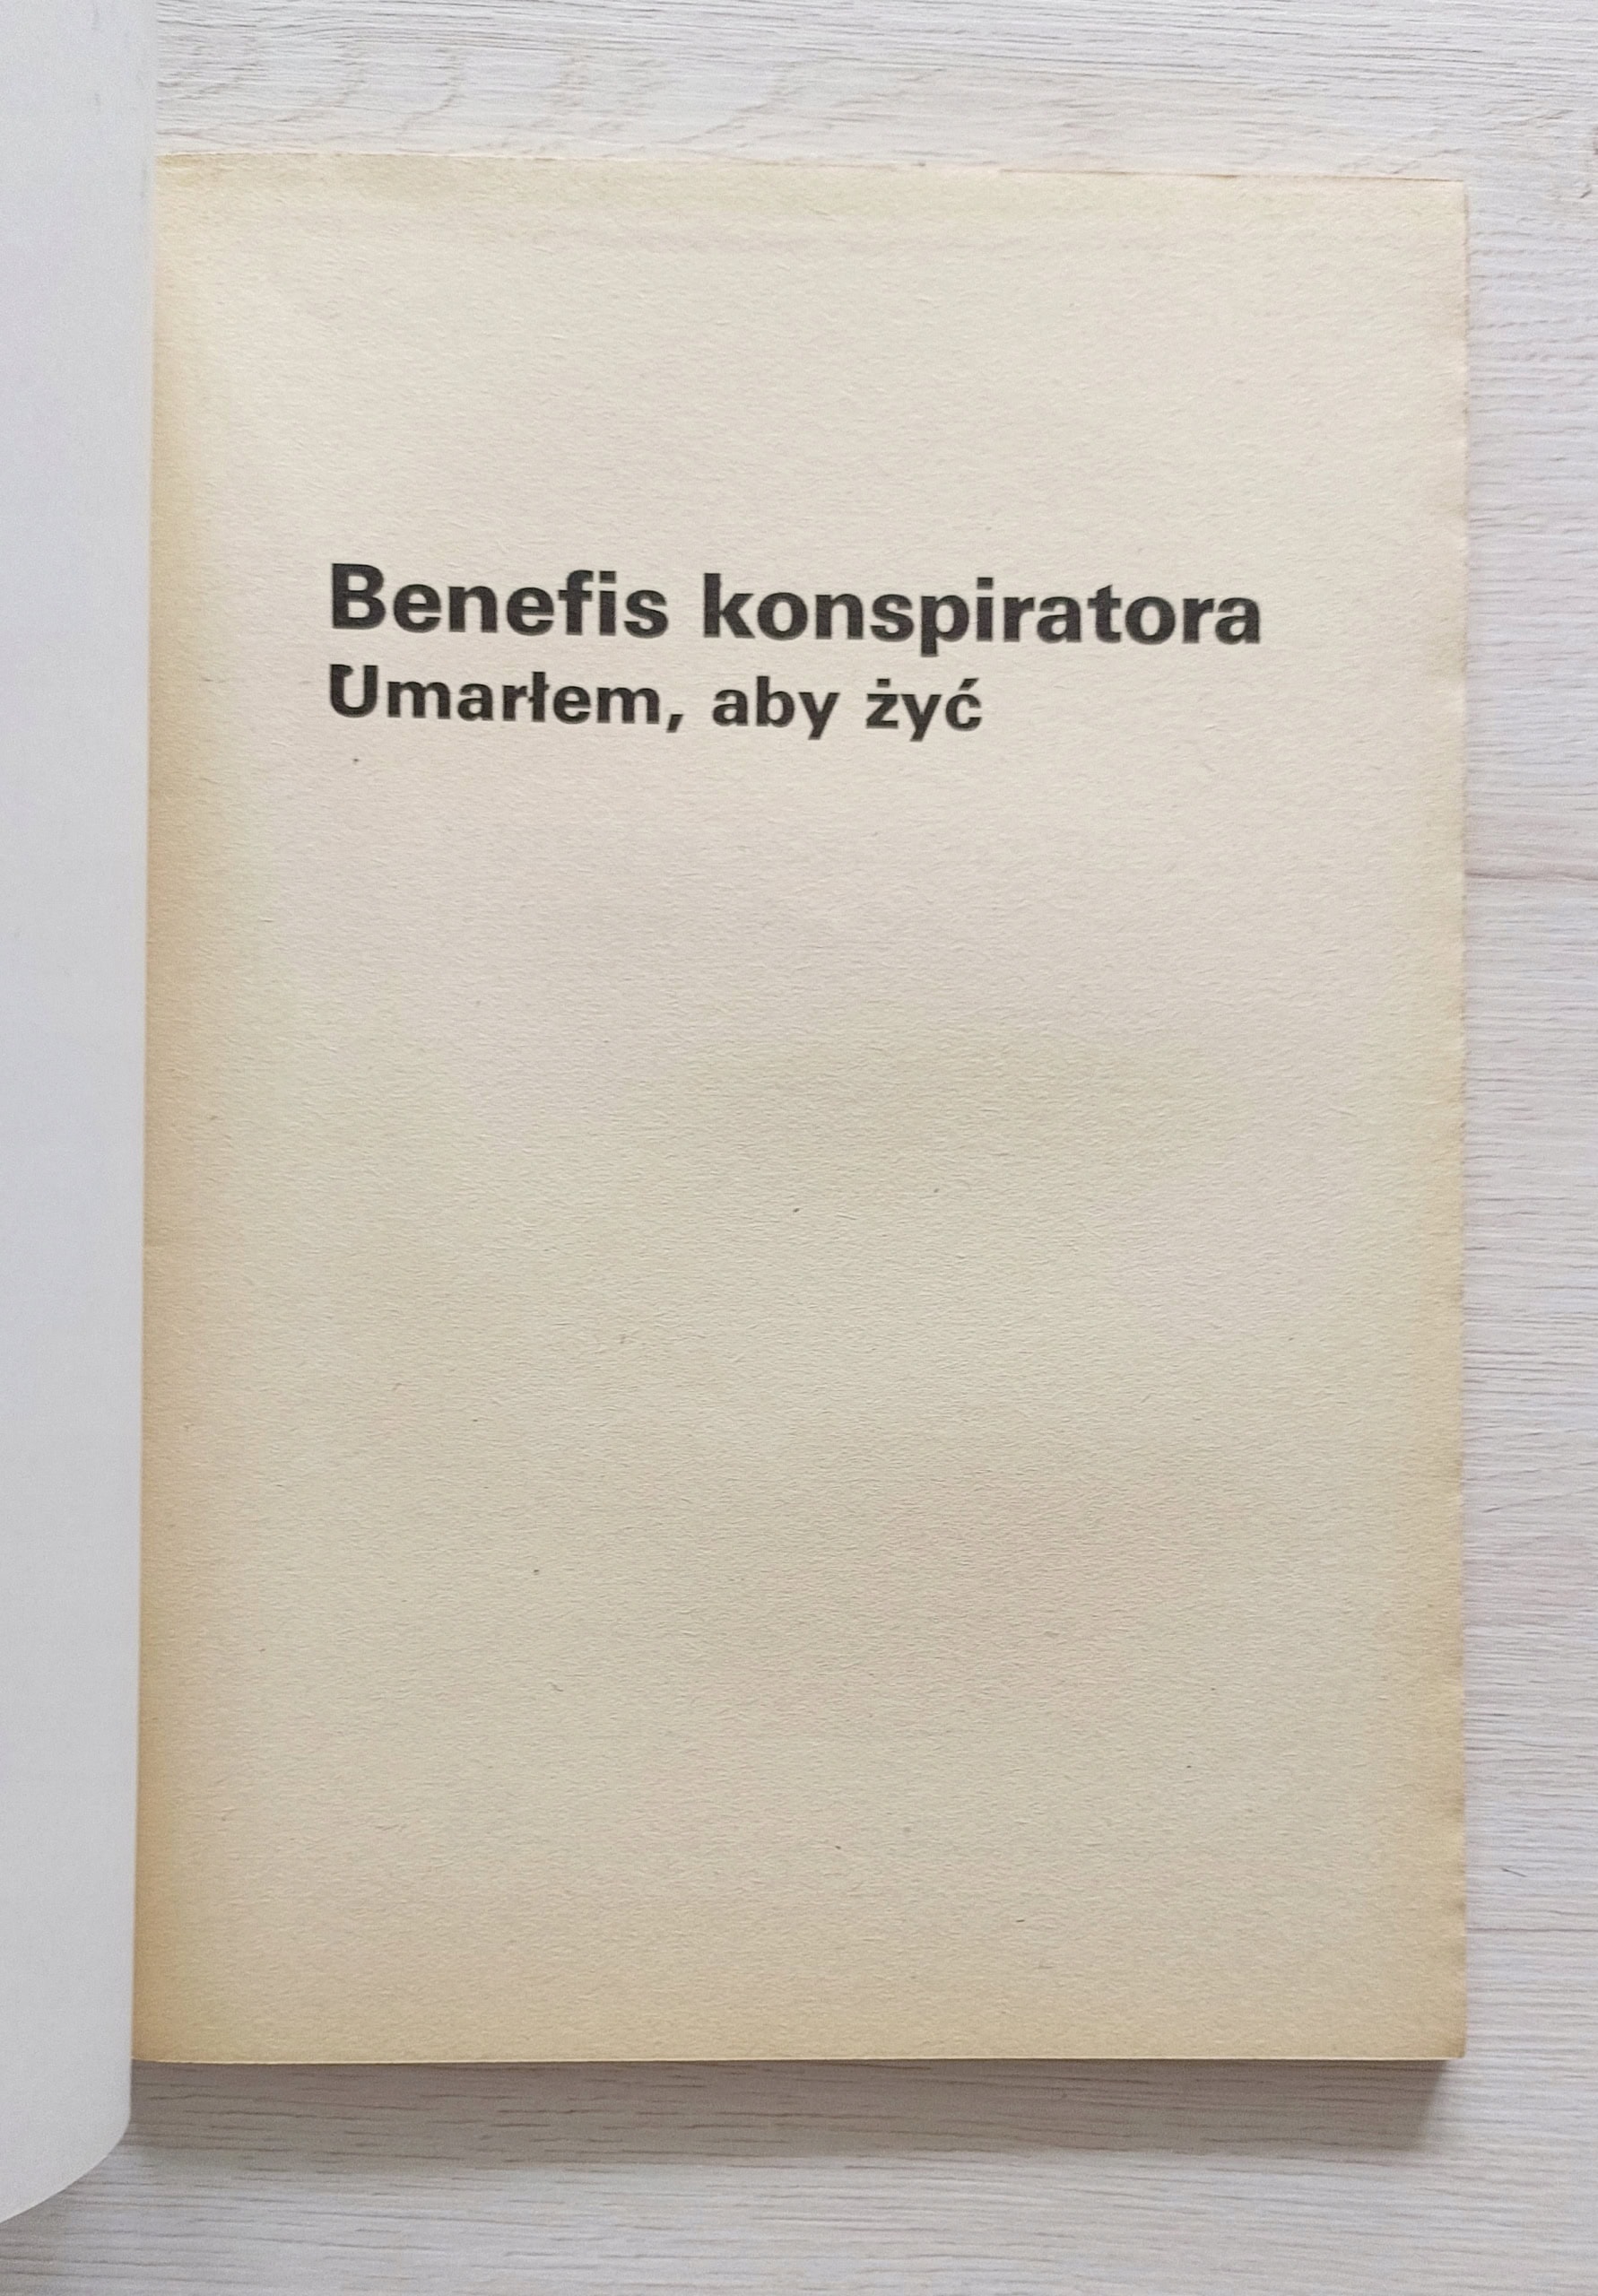 Benefis konspiratora
Umarłem, aby żyć